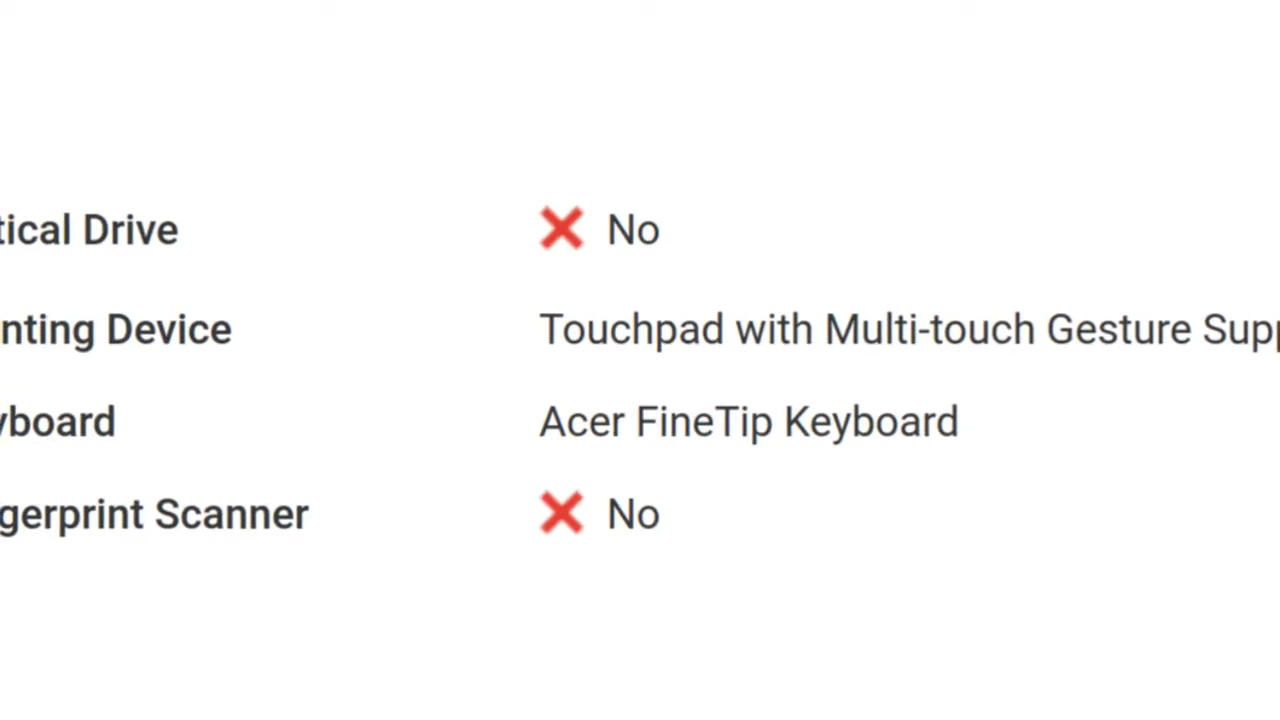 tical Drive ❌ No
nting Device Touchpad with Multi-touch Gesture Supp
yboard Acer FineTip Keyboard
gerprint Scanner ❌ No